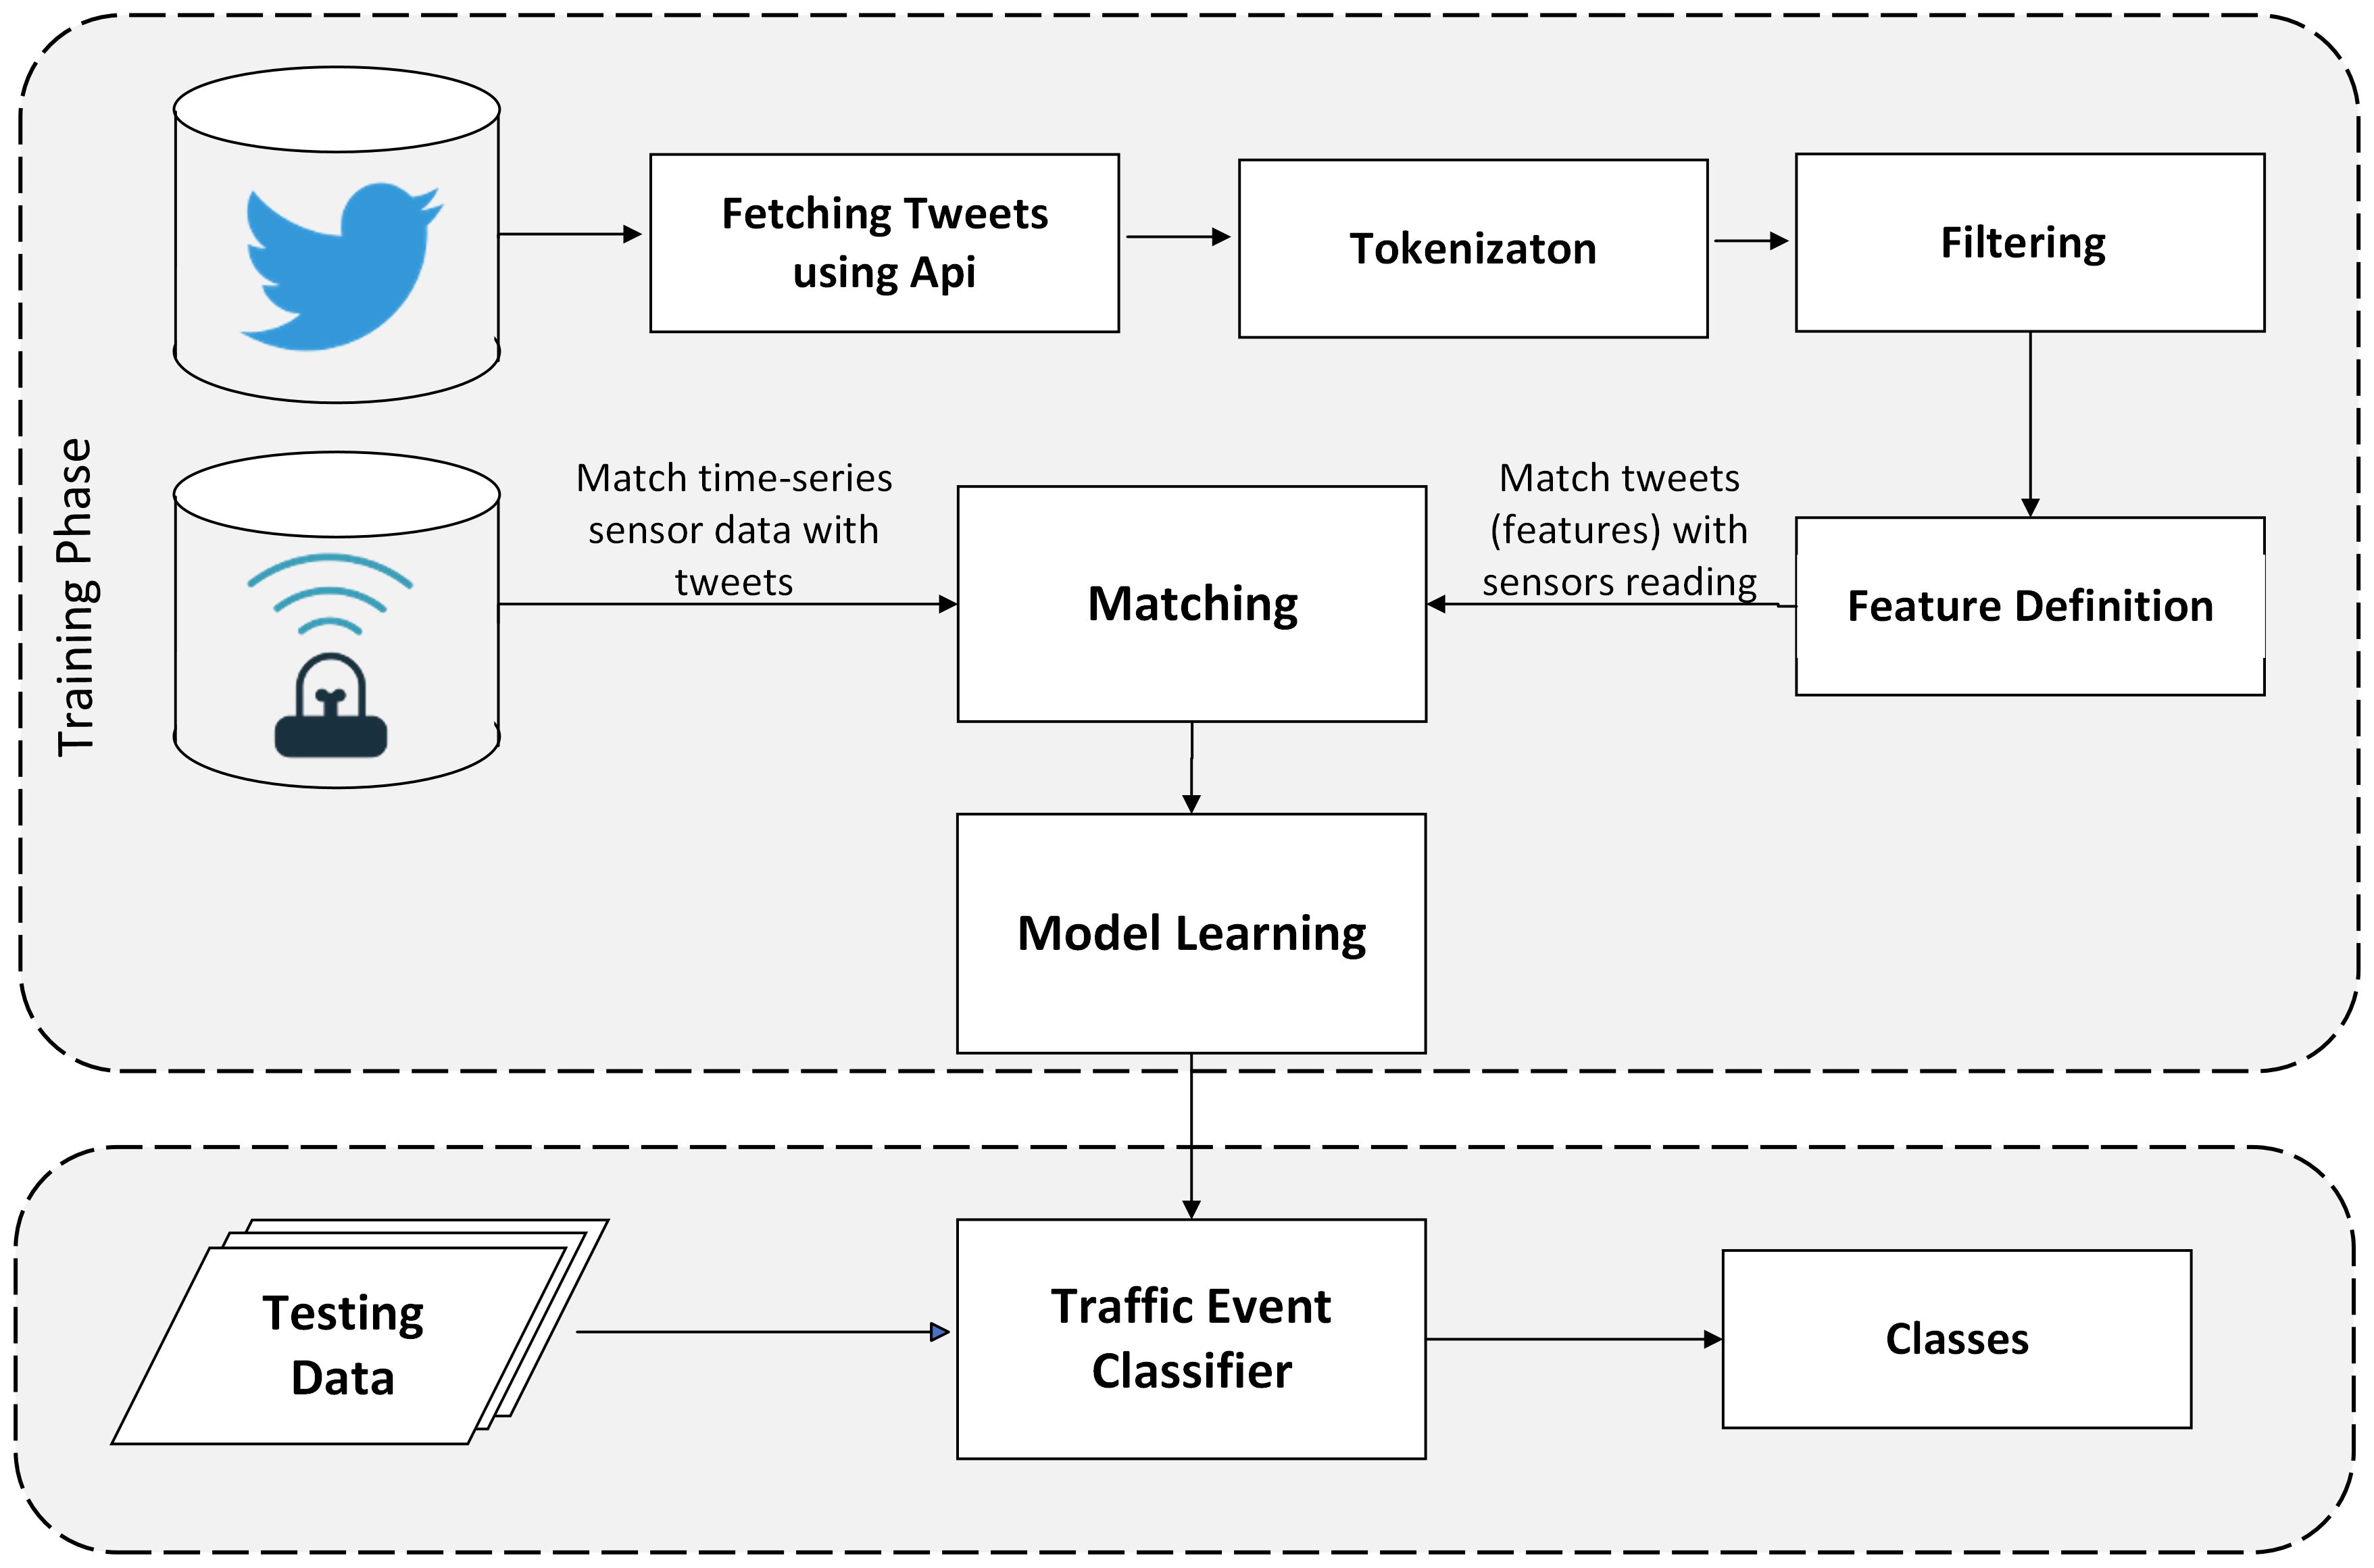 Fetching Tweets
using Api
Tokenizaton
Filtering
Training Phase
Match time-series
sensor data with
tweets
Matching
Match tweets
(features) with
sensors reading
Feature Definition
Model Learning
Testing
Data
Traffic Event
Classifier
Classes